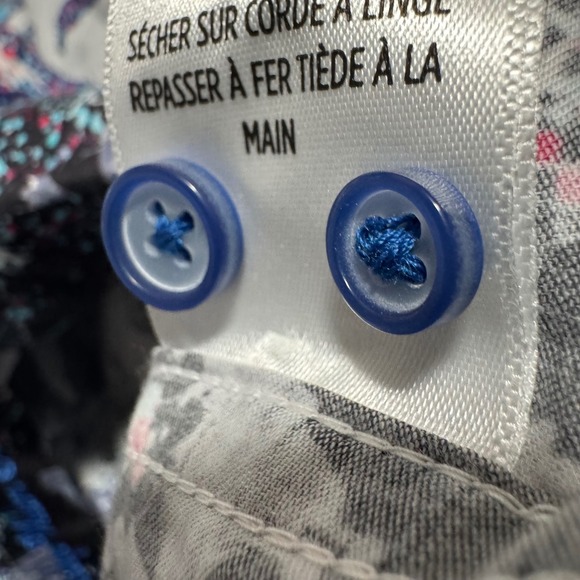 SÉCHER SUR CORDE À LINGE
REPASSER À FER TIÈDE À LA
MAIN